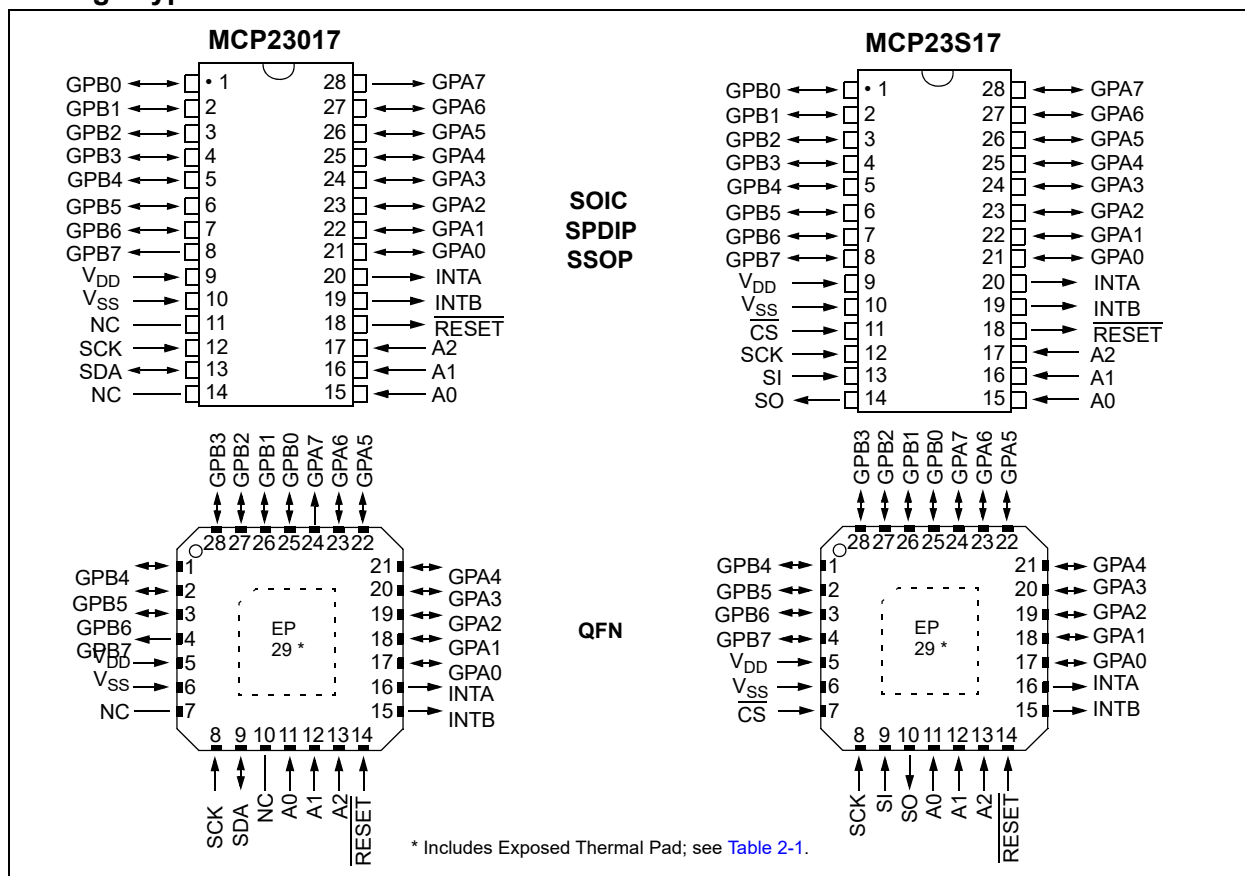 MCP23017
GPB0 • 1 28 GPA7
GPB1 2 27 GPA6
GPB2 3 26 GPA5
GPB3 4 25 GPA4
GPB4 5 24 GPA3
GPB5 6 23 GPA2
GPB6 7 22 GPA1
GPB7 8 21 GPA0
VDD 9 20 INTA
VSS 10 19 INTB
NC 11 18 RESET
SCK 12 17 A2
SDA 13 16 A1
NC 14 15 A0
SOIC
SPDIP
SSOP
MCP23S17
GPB0 • 1 28 GPA7
GPB1 2 27 GPA6
GPB2 3 26 GPA5
GPB3 4 25 GPA4
GPB4 5 24 GPA3
GPB5 6 23 GPA2
GPB6 7 22 GPA1
GPB7 8 21 GPA0
VDD 9 20 INTA
VSS 10 19 INTB
CS 11 18 RESET
SCK 12 17 A2
SI 13 16 A1
SO 14 15 A0
GPB3 GPB2 GPB1 GPB0 GPA7 GPA6 GPA5
28 27 26 25 24 23 22
GPB4 1 21 GPA4
GPB5 2 20 GPA3
GPB6 3 19 GPA2
GPB7 4 18 GPA1
VDD 5 17 GPA0
VSS 6 16 INTA
NC 7 15 INTB
EP
29 *
8 9 10 11 12 13 14
SCK SDA NC A0 A1 A2 RESET
QFN
GPB3 GPB2 GPB1 GPB0 GPA7 GPA6 GPA5
28 27 26 25 24 23 22
GPB4 1 21 GPA4
GPB5 2 20 GPA3
GPB6 3 19 GPA2
GPB7 4 18 GPA1
VDD 5 17 GPA0
VSS 6 16 INTA
CS 7 15 INTB
EP
29 *
8 9 10 11 12 13 14
SCK SI SO A0 A1 A2 RESET
* Includes Exposed Thermal Pad; see Table 2-1.